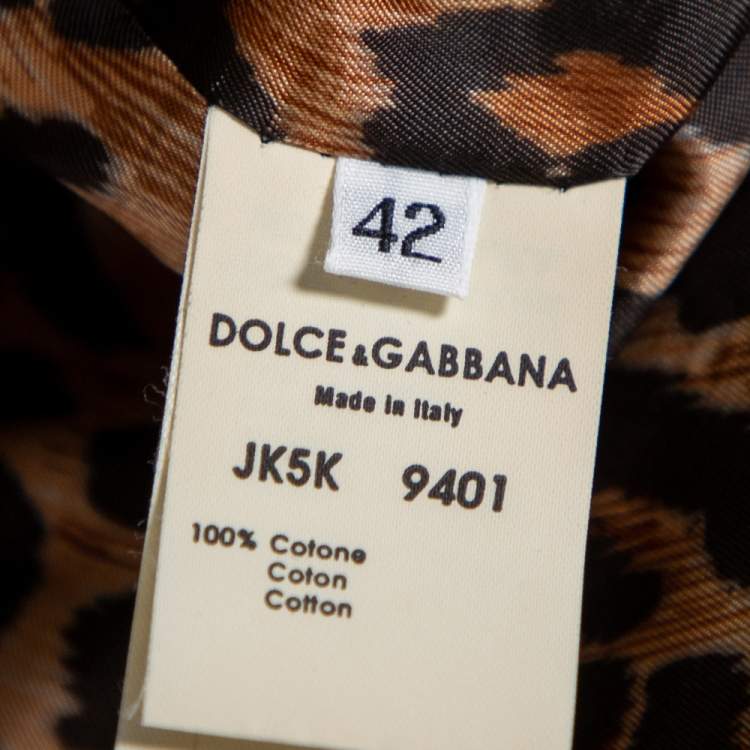 42
DOLCE&GABBANA
Made in Italy
JK5K 9401
100% Cotone
Coton
Cotton